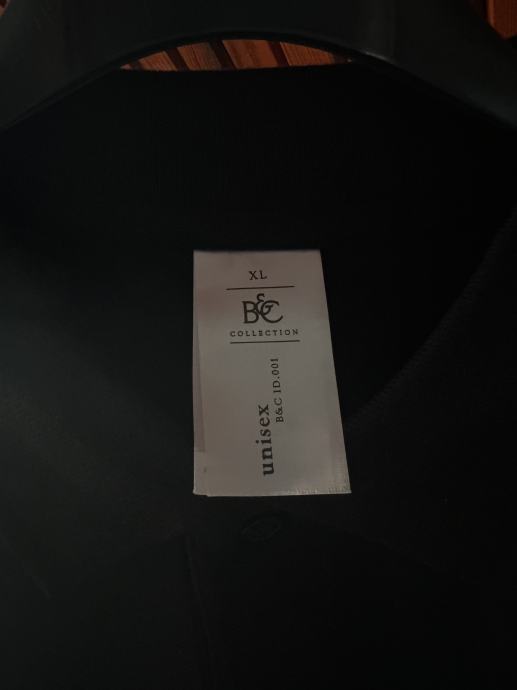 XL
B&C
COLLECTION
unisex
B&C ID.001